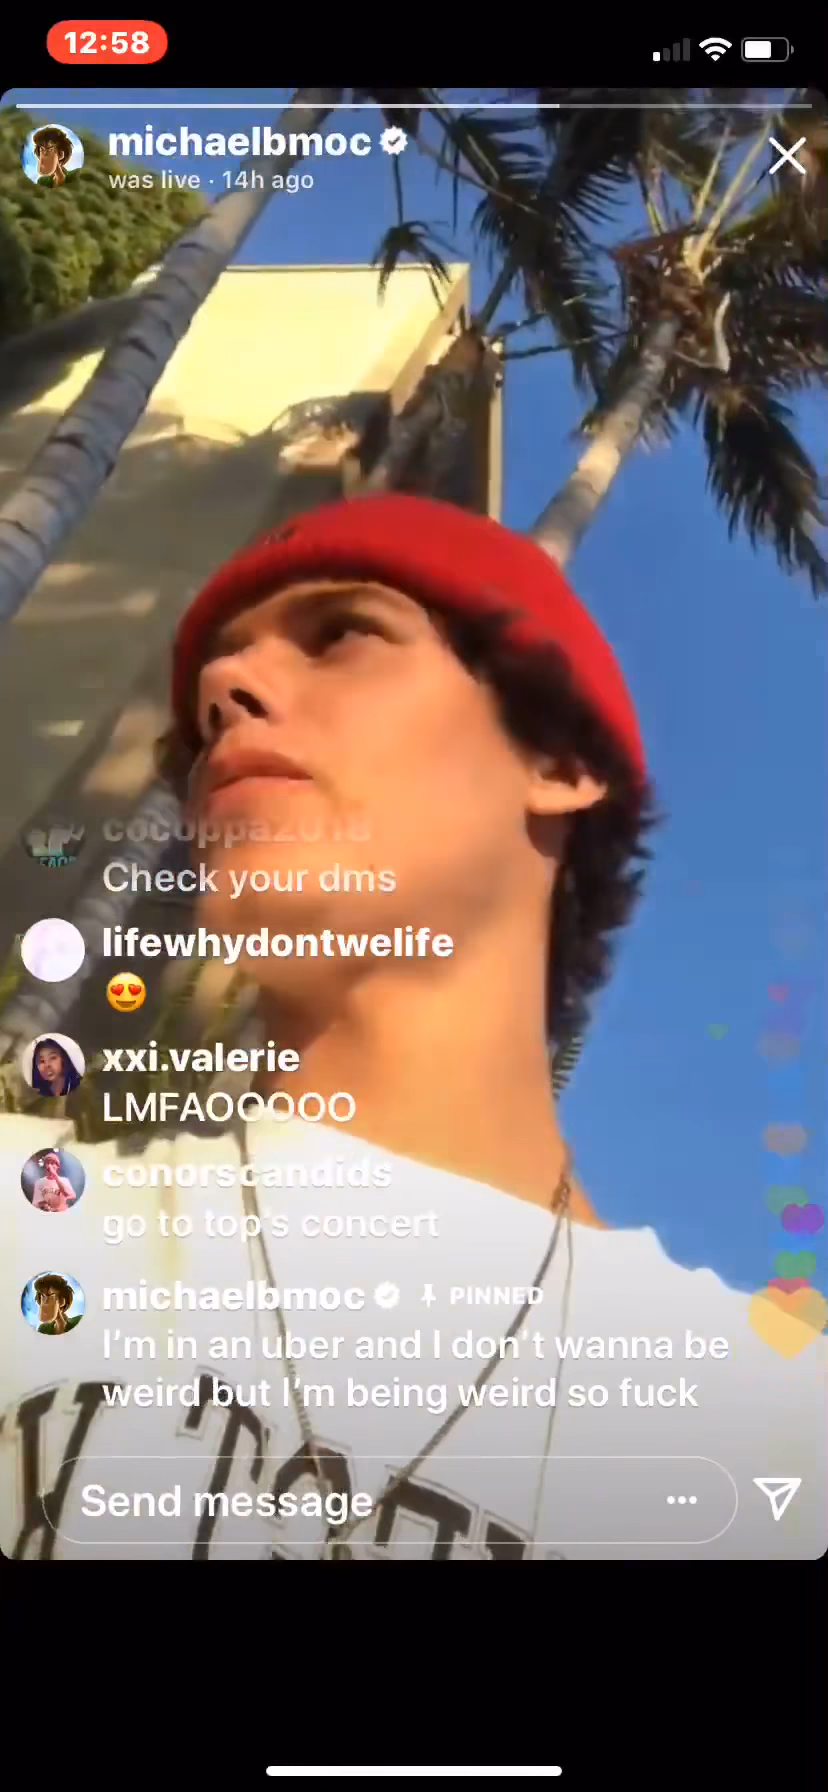 12:58
michaelbmoc
was live · 14h ago
cocoppa2018
Check your dms
lifewhydontwelife
😍
xxi.valerie
LMFAOOOOO
conorscandids
go to top's concert
michaelbmoc PINNED
I'm in an uber and I don't wanna be
weird but I'm being weird so fuck
Send message